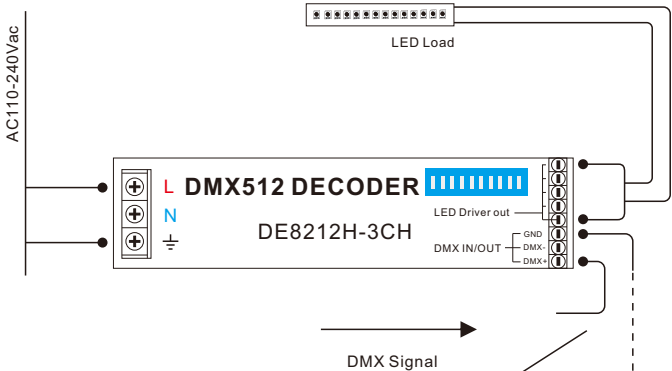 AC110-240Vac
LED Load
L
N
DMX512 DECODER
DE8212H-3CH
LED Driver out
DMX IN/OUT
GND
DMX-
DMX+
DMX Signal